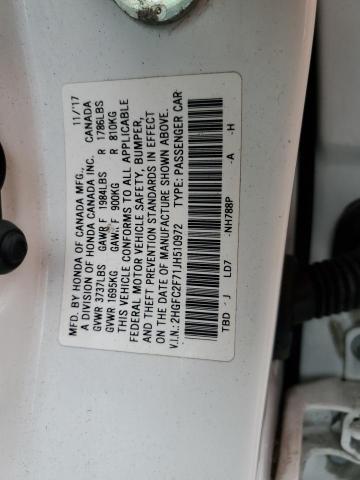 MFD. BY HONDA OF CANADA MFG., 11/'17
A DIVISION OF HONDA CANADA INC. CANADA
GVWR 3737LBS GAWR F 1984LBS R 1786LBS
GVWR 1695KG GAWR F 900KG R 810KG
THIS VEHICLE CONFORMS TO ALL APPLICABLE
FEDERAL MOTOR VEHICLE SAFETY, BUMPER,
AND THEFT PREVENTION STANDARDS IN EFFECT
ON THE DATE OF MANUFACTURE SHOWN ABOVE.
V.I.N.: 2HGFC2F71JH510972 TYPE: PASSENGER CAR
TBD - J LD7 -NH788P -A -H